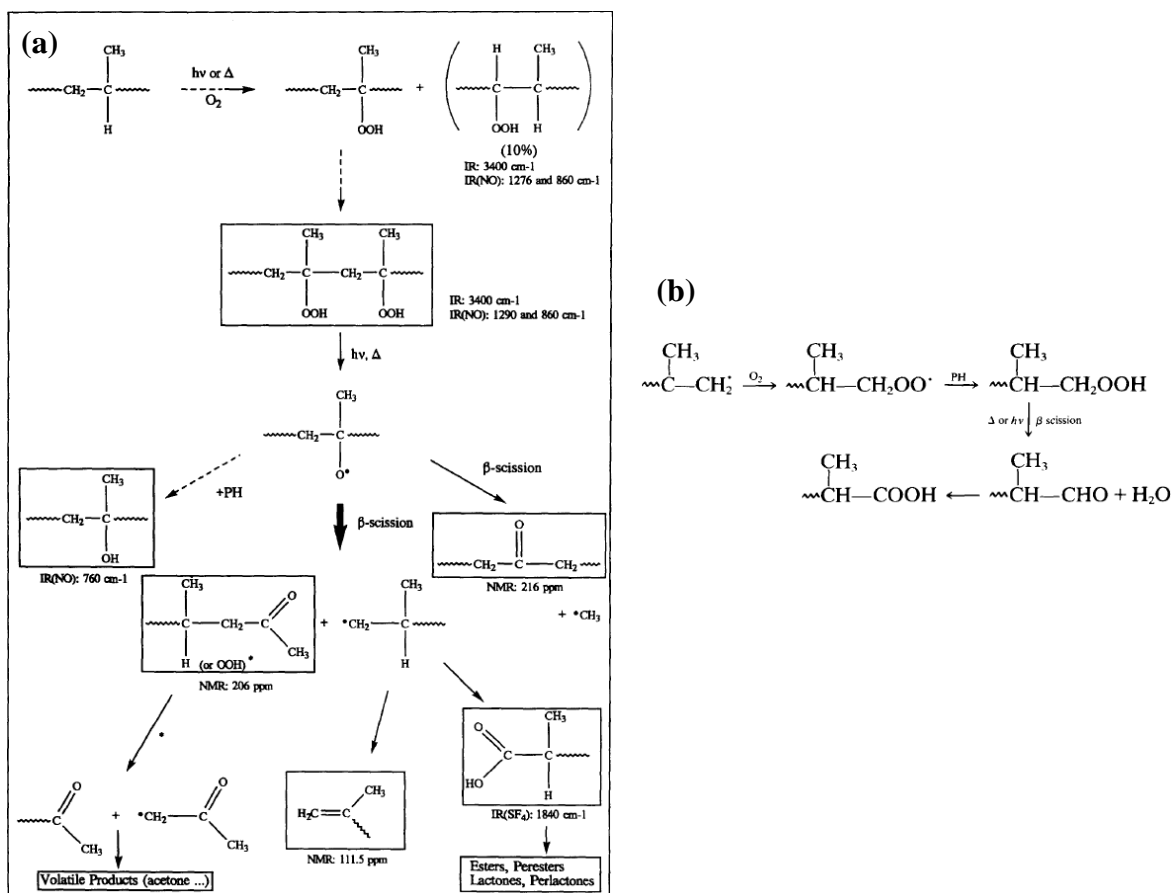 (a)
CH₃
hν or Δ
CH₂ C
O₂
H
CH₃
CH₂ C
OOH
+
H CH₃
C C
OOH H
(10%)
IR: 3400 cm-1
IR(NO): 1276 and 860 cm-1
CH₃ CH₃
CH₂ C CH₂ C
OOH OOH
IR: 3400 cm-1
IR(NO): 1290 and 860 cm-1
hν, Δ
CH₃
CH₂ C
O•
β-scission
+PH
β-scission
CH₃
CH₂ C
OH
IR(NO): 760 cm-1
O
CH₂ C CH₂
NMR: 216 ppm
+ •CH₃
CH₃ O
C CH₂ C
H (or OOH) • CH₃
NMR: 206 ppm
+
CH₃
•CH₂ C
H
•
O
C
CH₃
+
O
•CH₂ C
CH₃
Volatile Products (acetone ...)
CH₃
H₂C=C
NMR: 111.5 ppm
O CH₃
C C
HO H
IR(SF₄): 1840 cm-1
Esters, Peresters
Lactones, Perlactones
(b)
CH₃ CH₃ CH₃
C—CH₂• O₂ CH—CH₂OO• PH CH—CH₂OOH
Δ or hν β scission
CH₃ CH₃
CH—COOH CH—CHO + H₂O